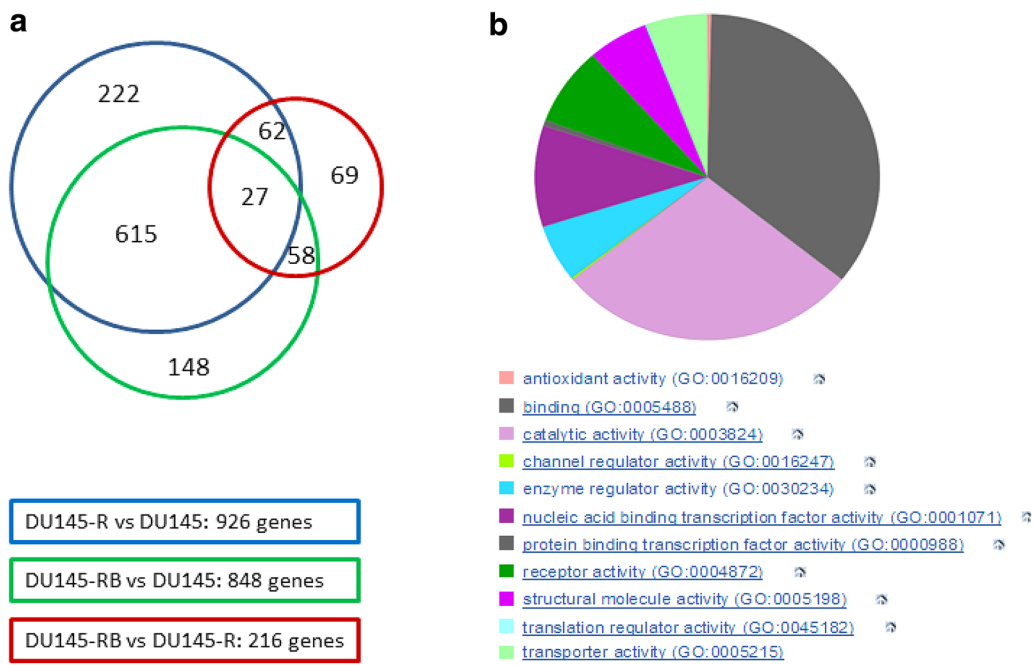 a
222
62
69
27
615
58
148
DU145-R vs DU145: 926 genes
DU145-RB vs DU145: 848 genes
DU145-RB vs DU145-R: 216 genes
b
antioxidant activity (GO:0016209)
binding (GO:0005488)
catalytic activity (GO:0003824)
channel regulator activity (GO:0016247)
enzyme regulator activity (GO:0030234)
nucleic acid binding transcription factor activity (GO:0001071)
protein binding transcription factor activity (GO:0000988)
receptor activity (GO:0004872)
structural molecule activity (GO:0005198)
translation regulator activity (GO:0045182)
transporter activity (GO:0005215)